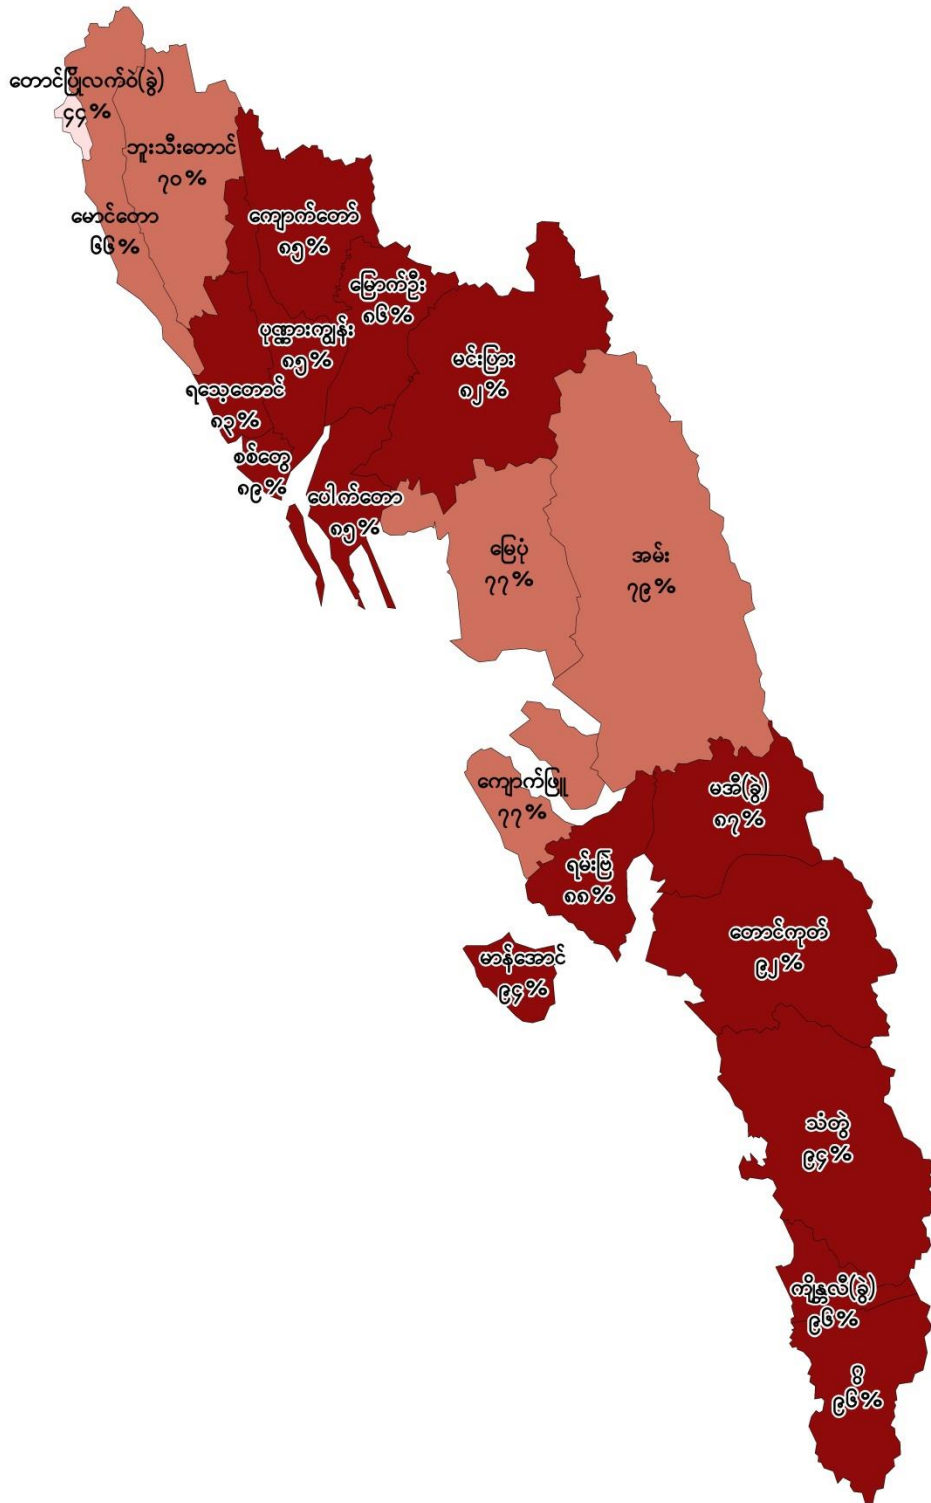 တောင်ပြိုလက်ဝဲ(ခွဲ)
၄၄%
ဘူးသီးတောင်
၇၀%
မောင်တော
၆၆%
ကျောက်တော်
၈၅%
မြောက်ဦး
၈၆%
ပုဏ္ဏားကျွန်း
၈၅%
မင်းပြား
၈၂%
ရသေ့တောင်
၈၃%
စစ်တွေ
၈၉%
ပေါက်တော
၈၅%
မြေပုံ
၇၇%
အမ်း
၇၉%
ကျောက်ဖြူ
၇၇%
မအီ(ခွဲ)
၈၇%
ရမ်းဗြဲ
၈၈%
တောင်ကုတ်
၉၂%
မာန်အောင်
၉၄%
သံတွဲ
၉၄%
ကျိန္တလီ(ခွဲ)
၉၆%
ဂွ
၉၆%